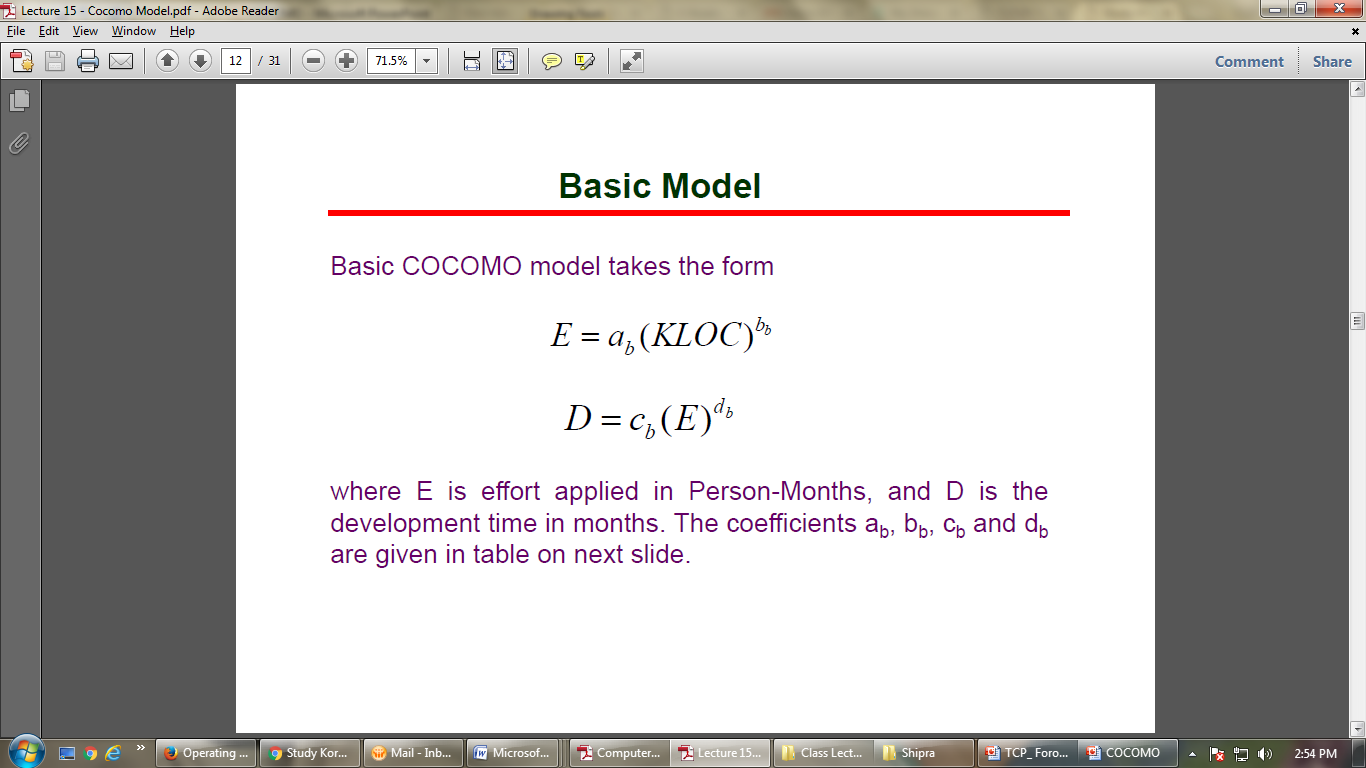 Lecture 15 - Cocomo Model.pdf - Adobe Reader
File Edit View Window Help
12 / 31 71.5% Comment Share
Basic Model
Basic COCOMO model takes the form
E = a_b (KLOC)^{b_b}
D = c_b (E)^{d_b}
where E is effort applied in Person-Months, and D is the
development time in months. The coefficients a_b, b_b, c_b and d_b
are given in table on next slide.
Operating ... Study Kor... Mail - Inb... Microsof... Computer... Lecture 15... Class Lect... Shipra TCP_ Foro... COCOMO 2:54 PM